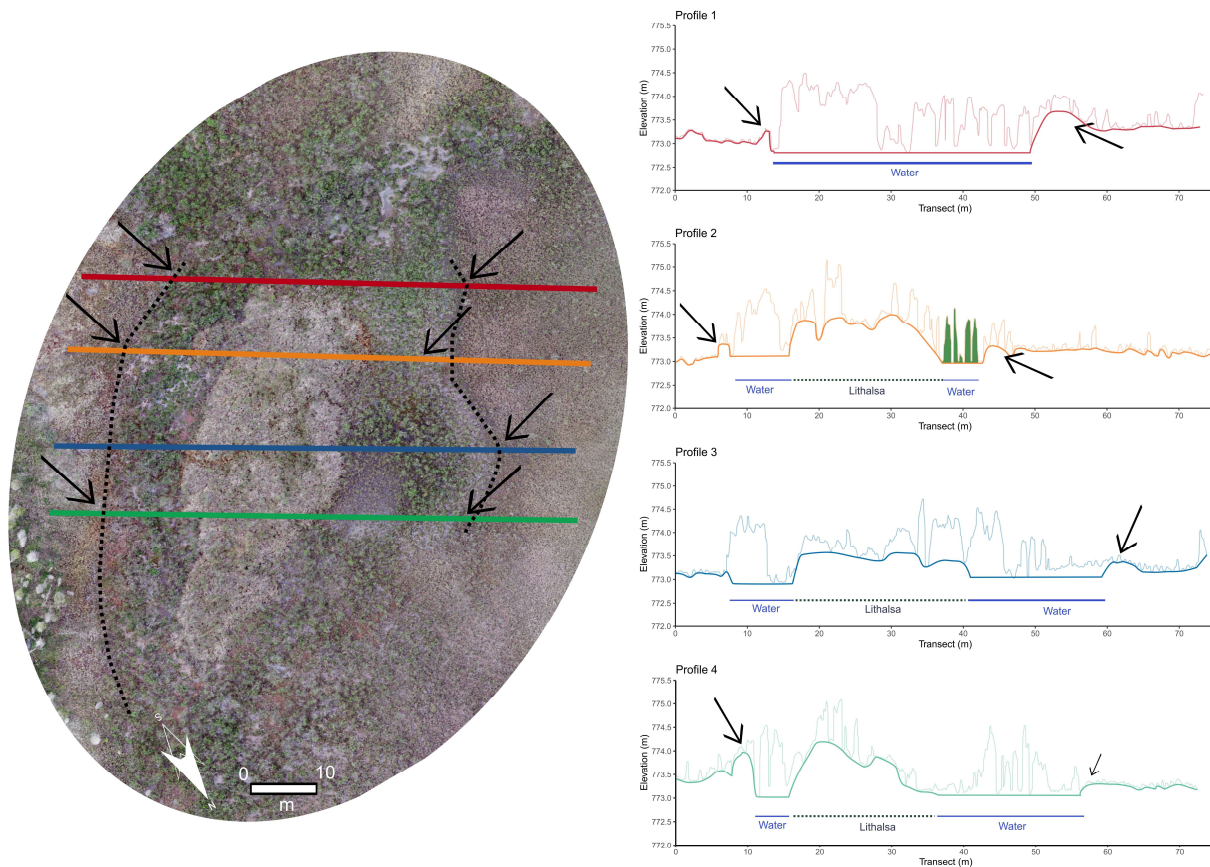 S
N
0 10
m
Profile 1
Elevation (m)
775.5
775.0
774.5
774.0
773.5
773.0
772.5
772.0
Water
0 10 20 30 40 50 60 70
Transect (m)
Profile 2
Elevation (m)
775.5
775.0
774.5
774.0
773.5
773.0
772.5
772.0
Water Lithalsa Water
0 10 20 30 40 50 60 70
Transect (m)
Profile 3
Elevation (m)
775.5
775.0
774.5
774.0
773.5
773.0
772.5
772.0
Water Lithalsa Water
0 10 20 30 40 50 60 70
Transect (m)
Profile 4
Elevation (m)
775.5
775.0
774.5
774.0
773.5
773.0
772.5
772.0
Water Lithalsa Water
0 10 20 30 40 50 60 70
Transect (m)